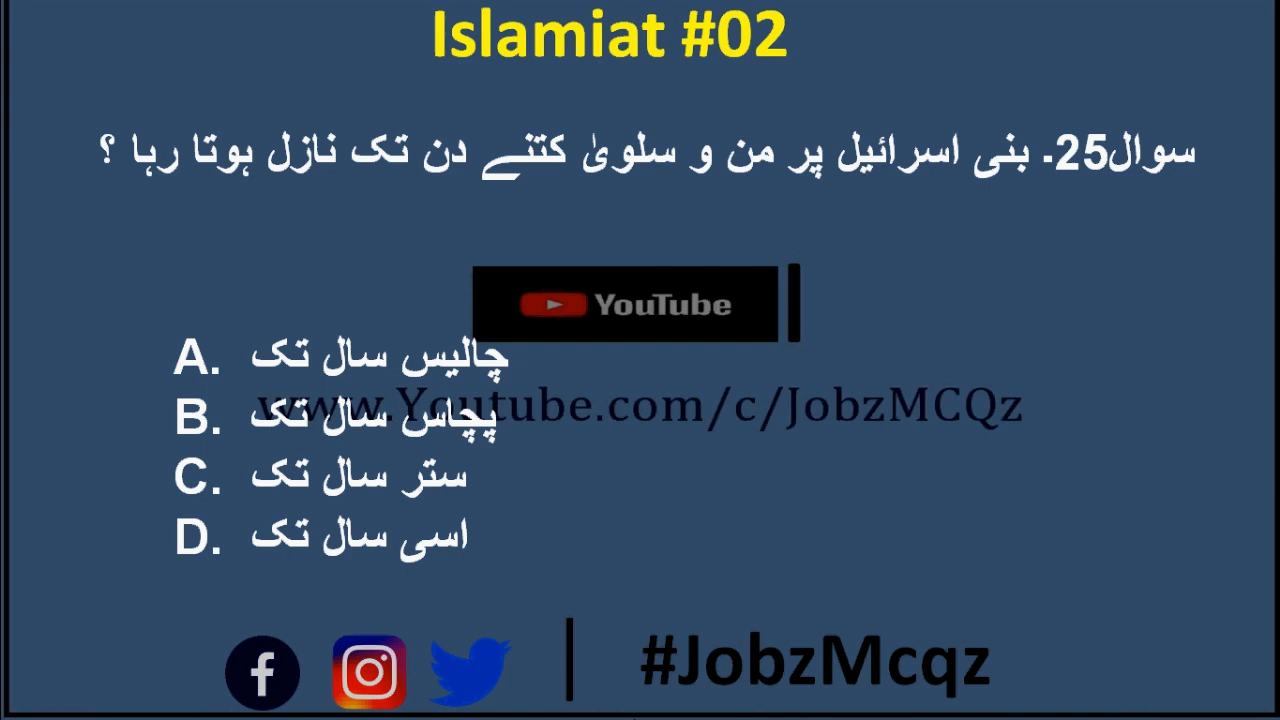 Islamiat #02
سوال25۔ بنی اسرائیل پر من و سلویٰ کتنے دن تک نازل ہوتا رہا ؟
YouTube
A. چالیس سال تک
www.Youtube.com/c/JobzMCQz
B. پچاس سال تک
C. ستر سال تک
D. اسی سال تک
#JobzMcqz